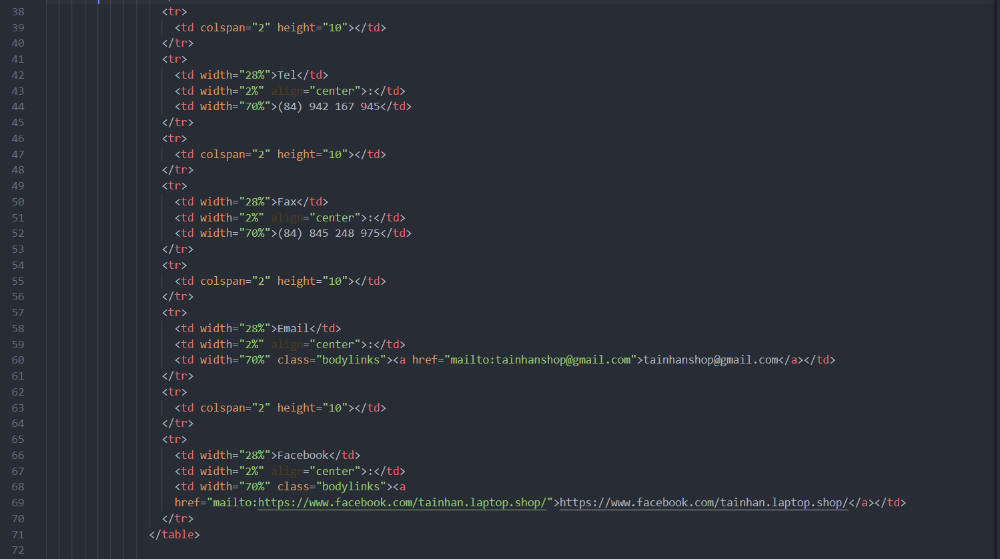 38 <tr>
39 <td colspan="2" height="10"></td>
40 </tr>
41 <tr>
42 <td width="28%">Tel</td>
43 <td width="2%" align="center">:</td>
44 <td width="70%">(84) 942 167 945</td>
45 </tr>
46 <tr>
47 <td colspan="2" height="10"></td>
48 </tr>
49 <tr>
50 <td width="28%">Fax</td>
51 <td width="2%" align="center">:</td>
52 <td width="70%">(84) 845 248 975</td>
53 </tr>
54 <tr>
55 <td colspan="2" height="10"></td>
56 </tr>
57 <tr>
58 <td width="28%">Email</td>
59 <td width="2%" align="center">:</td>
60 <td width="70%" class="bodylinks"><a href="mailto:tainhanshop@gmail.com">tainhanshop@gmail.com</a></td>
61 </tr>
62 <tr>
63 <td colspan="2" height="10"></td>
64 </tr>
65 <tr>
66 <td width="28%">Facebook</td>
67 <td width="2%" align="center">:</td>
68 <td width="70%" class="bodylinks"><a
69 href="mailto:https://www.facebook.com/tainhan.laptop.shop/">https://www.facebook.com/tainhan.laptop.shop/</a></td>
70 </tr>
71 </table>
72